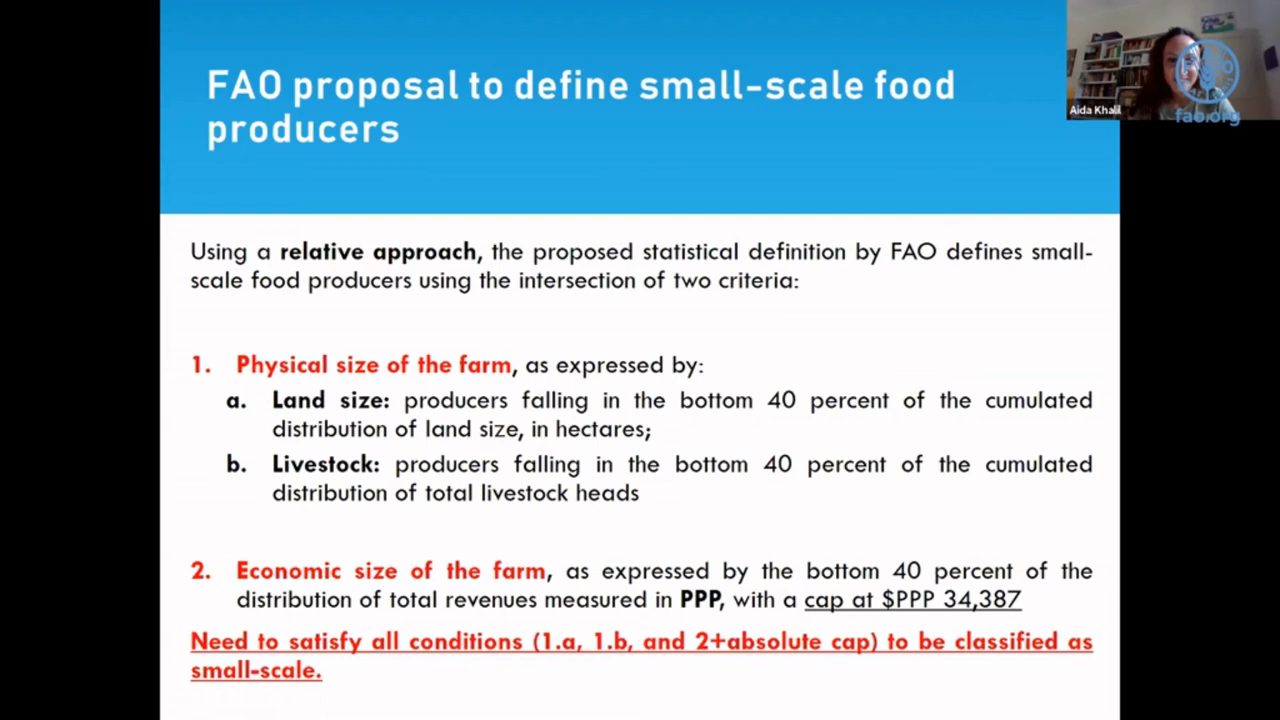 FAO proposal to define small-scale food
producers
Aida Khalil
fao.org
Using a relative approach, the proposed statistical definition by FAO defines small-
scale food producers using the intersection of two criteria:
1. Physical size of the farm, as expressed by:
a. Land size: producers falling in the bottom 40 percent of the cumulated
distribution of land size, in hectares;
b. Livestock: producers falling in the bottom 40 percent of the cumulated
distribution of total livestock heads
2. Economic size of the farm, as expressed by the bottom 40 percent of the
distribution of total revenues measured in PPP, with a cap at $PPP 34,387
Need to satisfy all conditions (1.a, 1.b, and 2+absolute cap) to be classified as
small-scale.